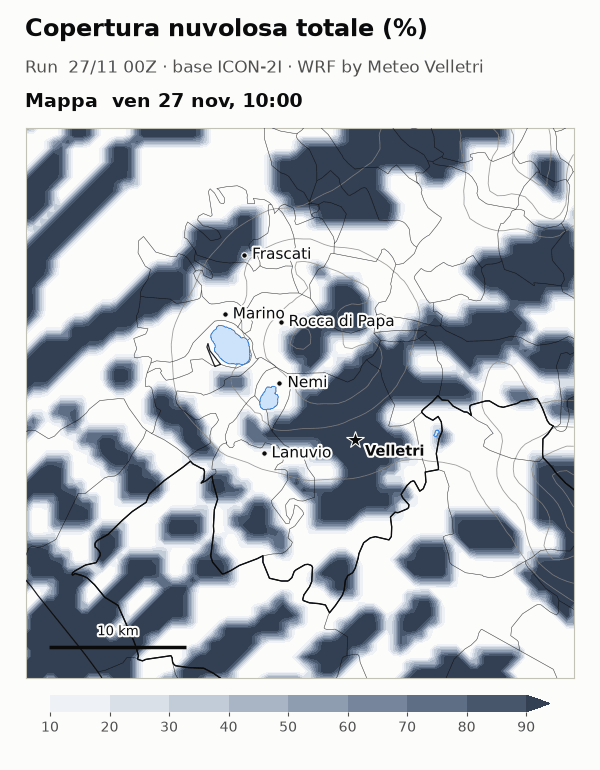 Copertura nuvolosa totale (%)
Run  27/11 00Z · base ICON-2I · WRF by Meteo Velletri
Mappa  ven 27 nov, 10:00
Frascati
Marino
Rocca di Papa
Nemi
Velletri
Lanuvio
10 km
10 20 30 40 50 60 70 80 90